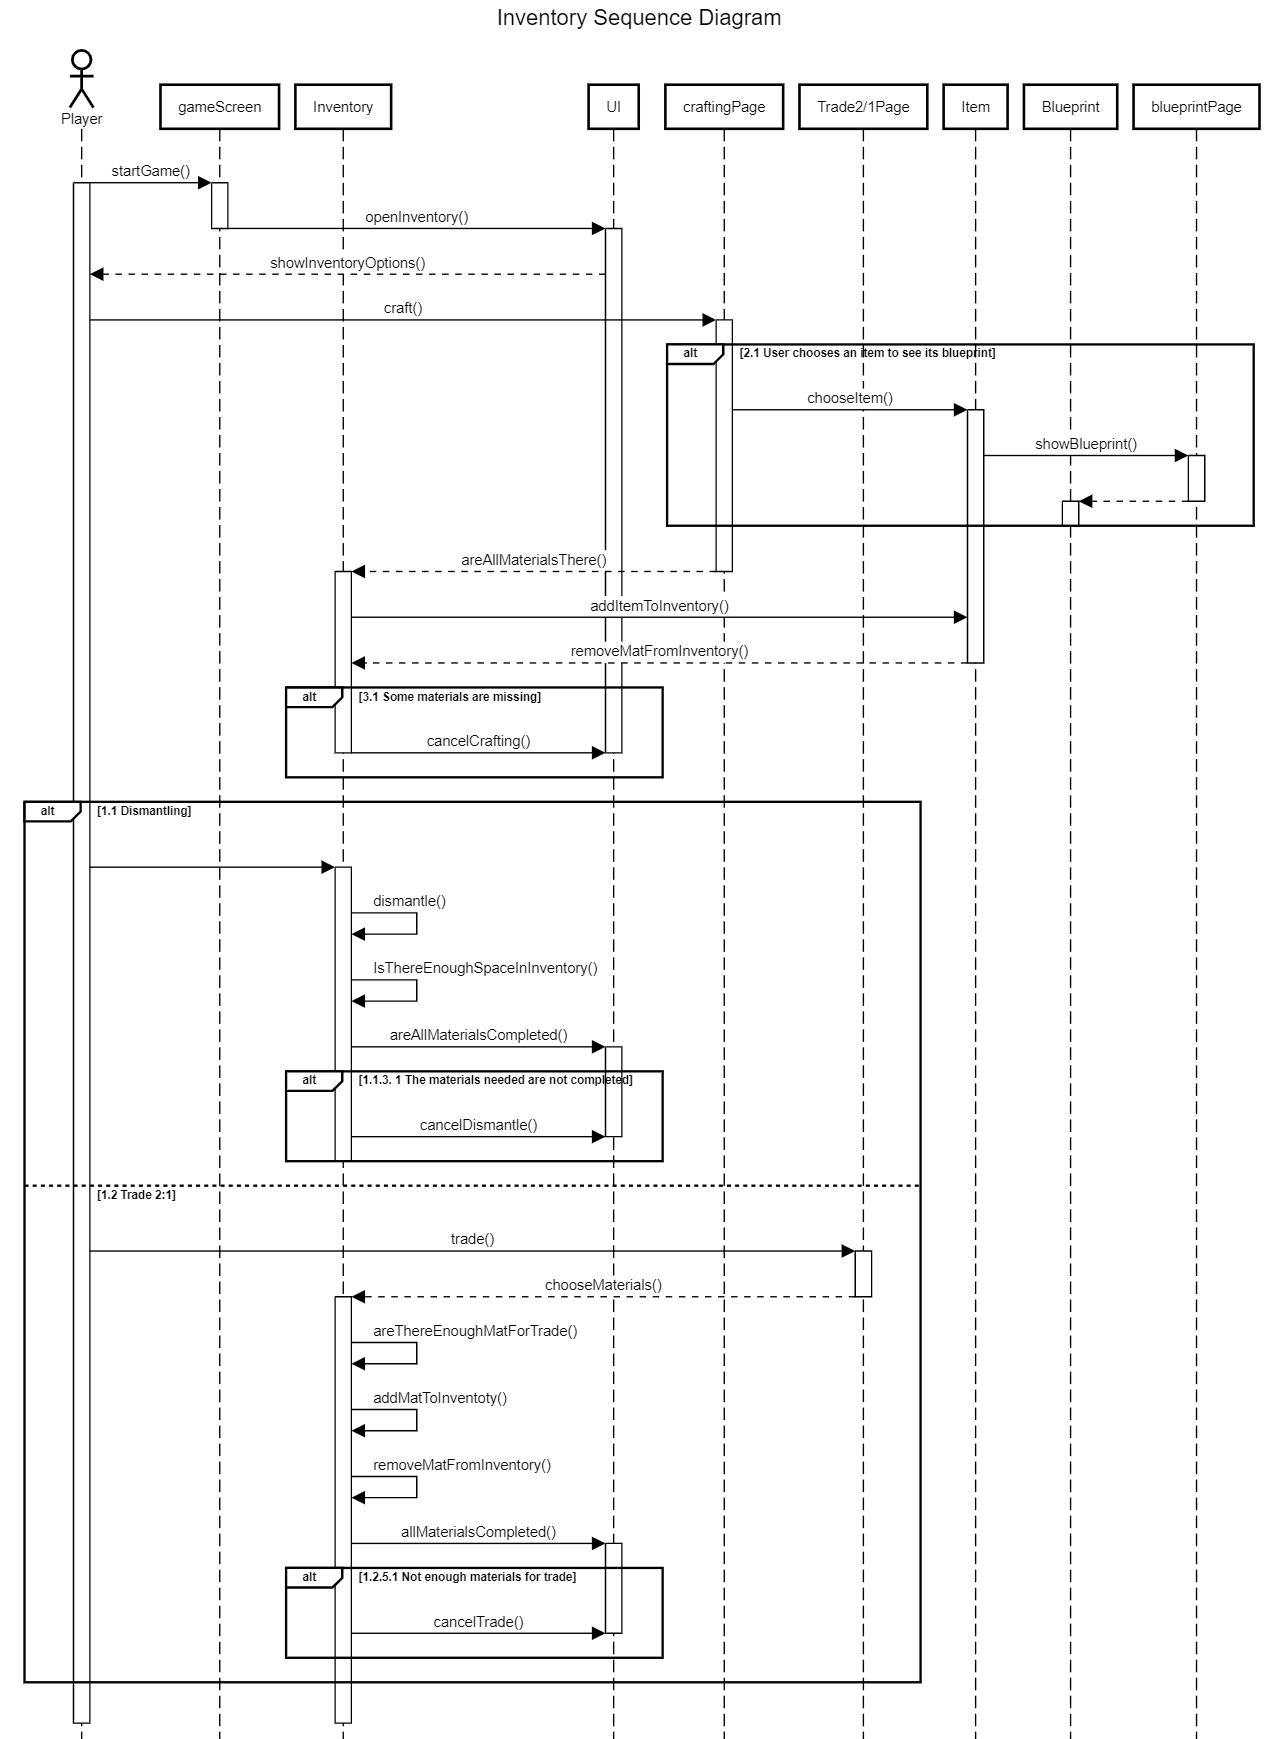 Inventory Sequence Diagram
Player
gameScreen
Inventory
UI
craftingPage
Trade2/1Page
Item
Blueprint
blueprintPage
startGame()
openInventory()
showInventoryOptions()
craft()
alt
[2.1 User chooses an item to see its blueprint]
chooseItem()
showBlueprint()
areAllMaterialsThere()
addItemToInventory()
removeMatFromInventory()
alt
[3.1 Some materials are missing]
cancelCrafting()
alt
[1.1 Dismantling]
dismantle()
IsThereEnoughSpaceInInventory()
areAllMaterialsCompleted()
alt
[1.1.3. 1 The materials needed are not completed]
cancelDismantle()
[1.2 Trade 2:1]
trade()
chooseMaterials()
areThereEnoughMatForTrade()
addMatToInventoty()
removeMatFromInventory()
allMaterialsCompleted()
alt
[1.2.5.1 Not enough materials for trade]
cancelTrade()